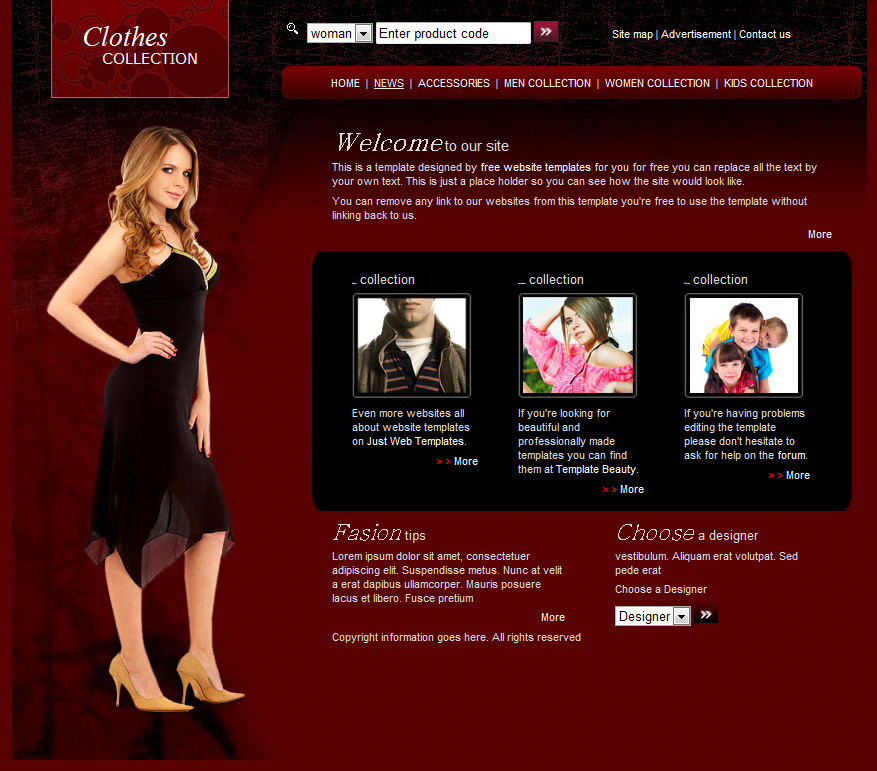 Clothes
COLLECTION
woman Enter product code
Site map | Advertisement | Contact us
HOME | NEWS | ACCESSORIES | MEN COLLECTION | WOMEN COLLECTION | KIDS COLLECTION
Welcome to our site
This is a template designed by free website templates for you for free you can replace all the text by
your own text. This is just a place holder so you can see how the site would look like.
You can remove any link to our websites from this template you're free to use the template without
linking back to us.
More
collection
Even more websites all
about website templates
on Just Web Templates.
> > More
collection
If you're looking for
beautiful and
professionally made
templates you can find
them at Template Beauty.
> > More
collection
If you're having problems
editing the template
please don't hesitate to
ask for help on the forum.
> > More
Fasion tips
Lorem ipsum dolor sit amet, consectetuer
adipiscing elit. Suspendisse metus. Nunc at velit
a erat dapibus ullamcorper. Mauris posuere
lacus et libero. Fusce pretium
More
Choose a designer
vestibulum. Aliquam erat volutpat. Sed
pede erat
Choose a Designer
Designer
Copyright information goes here. All rights reserved